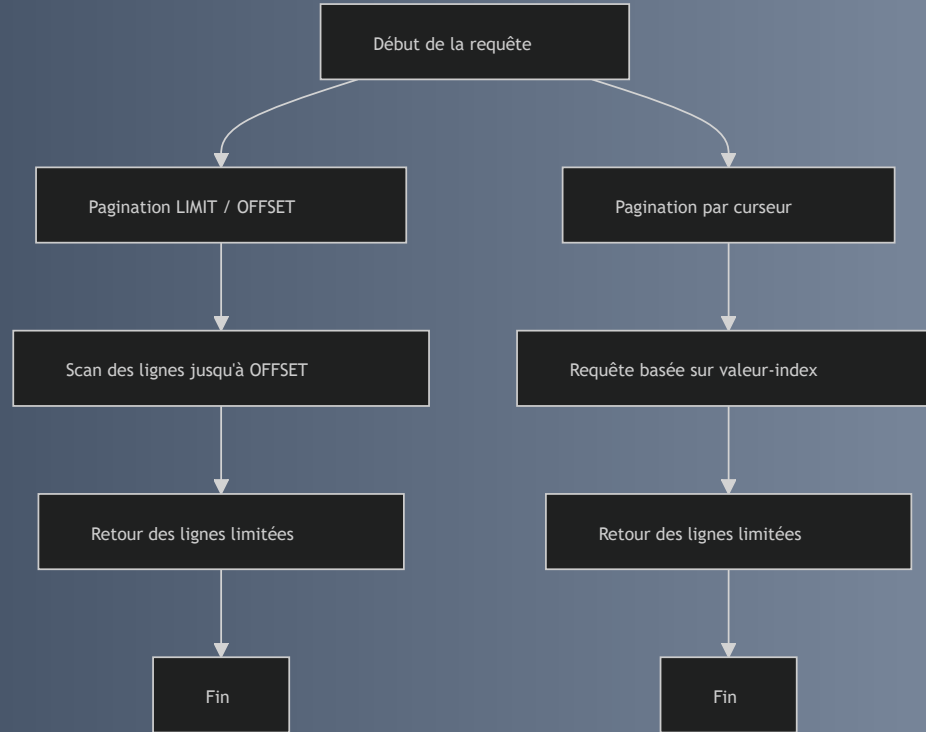 Début de la requête
Pagination LIMIT / OFFSET
Pagination par curseur
Scan des lignes jusqu'à OFFSET
Requête basée sur valeur-index
Retour des lignes limitées
Retour des lignes limitées
Fin
Fin